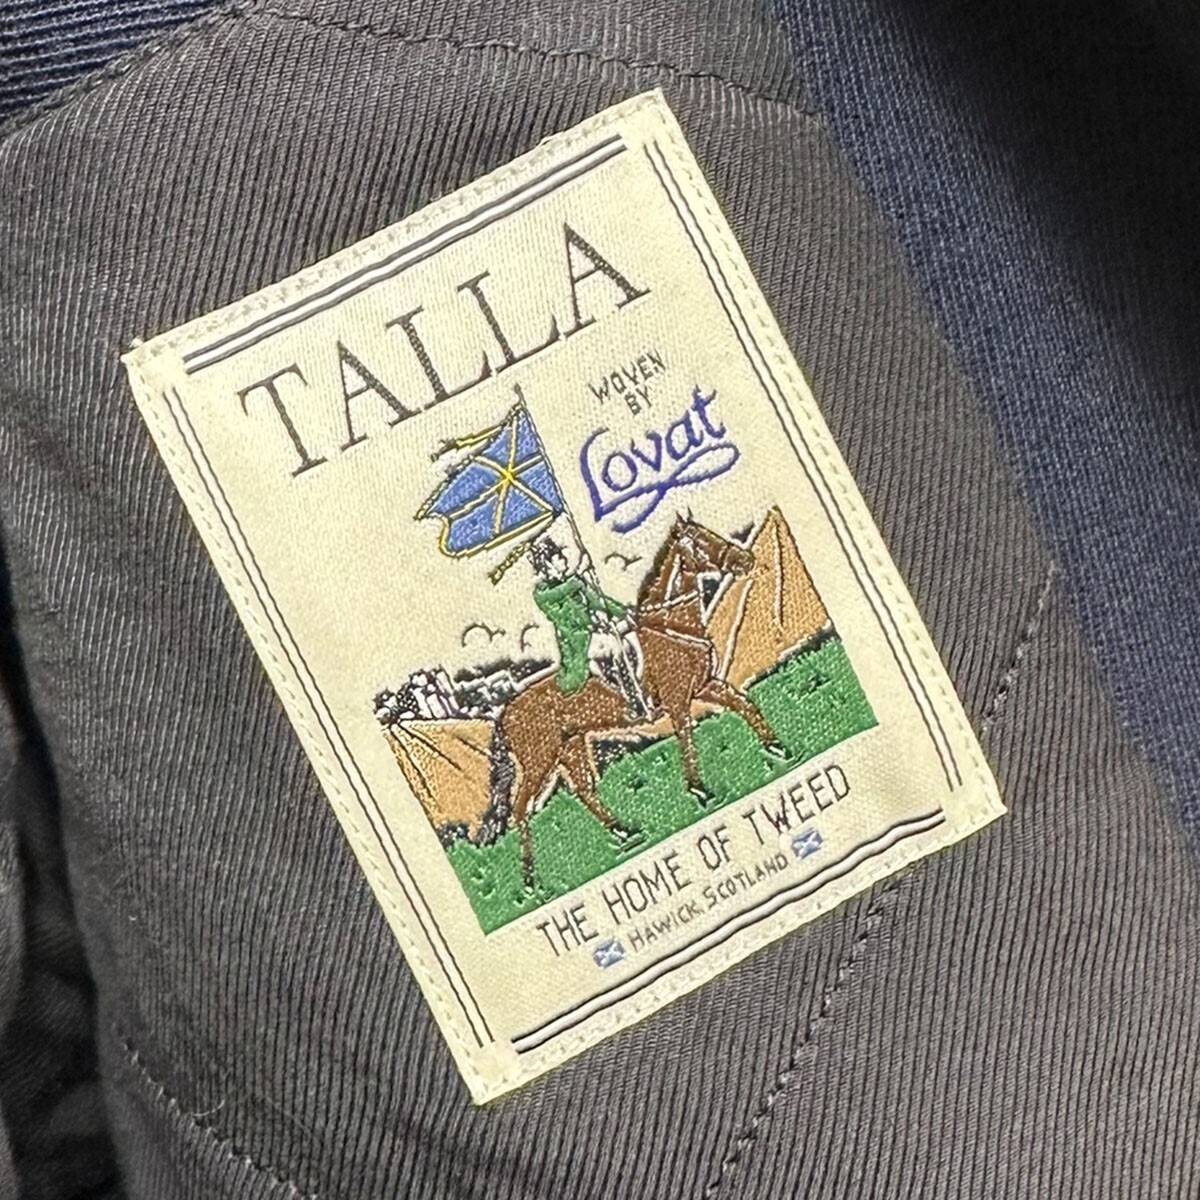 TALLA
WOVEN
BY
Lovat
THE HOME OF TWEED
HAWICK, SCOTLAND